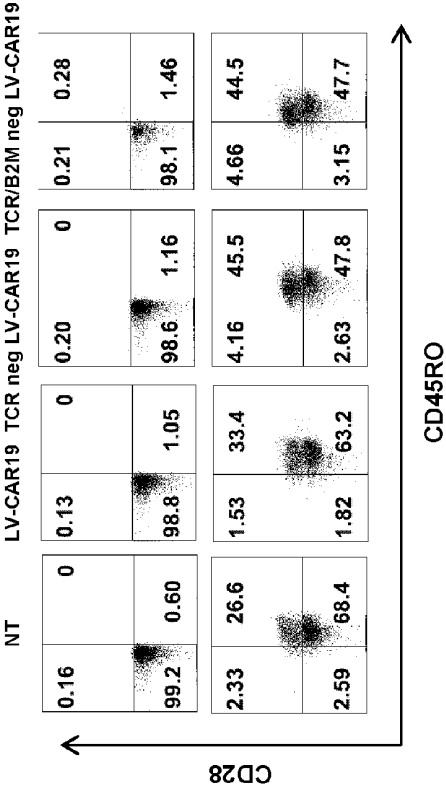 NT LV-CAR19 TCR neg LV-CAR19 TCR/B2M neg LV-CAR19
0.16 0 0.13 0 0.20 0 0.21 0.28
99.2 0.60 98.8 1.05 98.6 1.16 98.1 1.46
2.33 26.6 1.53 33.4 4.16 45.5 4.66 44.5
2.59 68.4 1.82 63.2 2.63 47.8 3.15 47.7
CD28
CD45RO